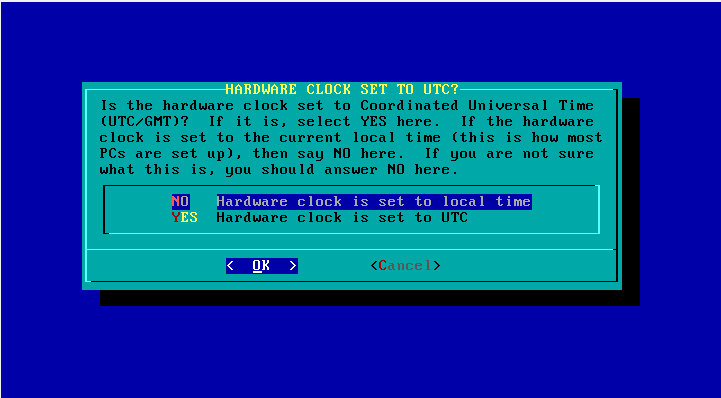 HARDWARE CLOCK SET TO UTC?
Is the hardware clock set to Coordinated Universal Time
(UTC/GMT)?  If it is, select YES here.  If the hardware
clock is set to the current local time (this is how most
PCs are set up), then say NO here.  If you are not sure
what this is, you should answer NO here.
NO   Hardware clock is set to local time
YES  Hardware clock is set to UTC
<  OK  >        <Cancel>